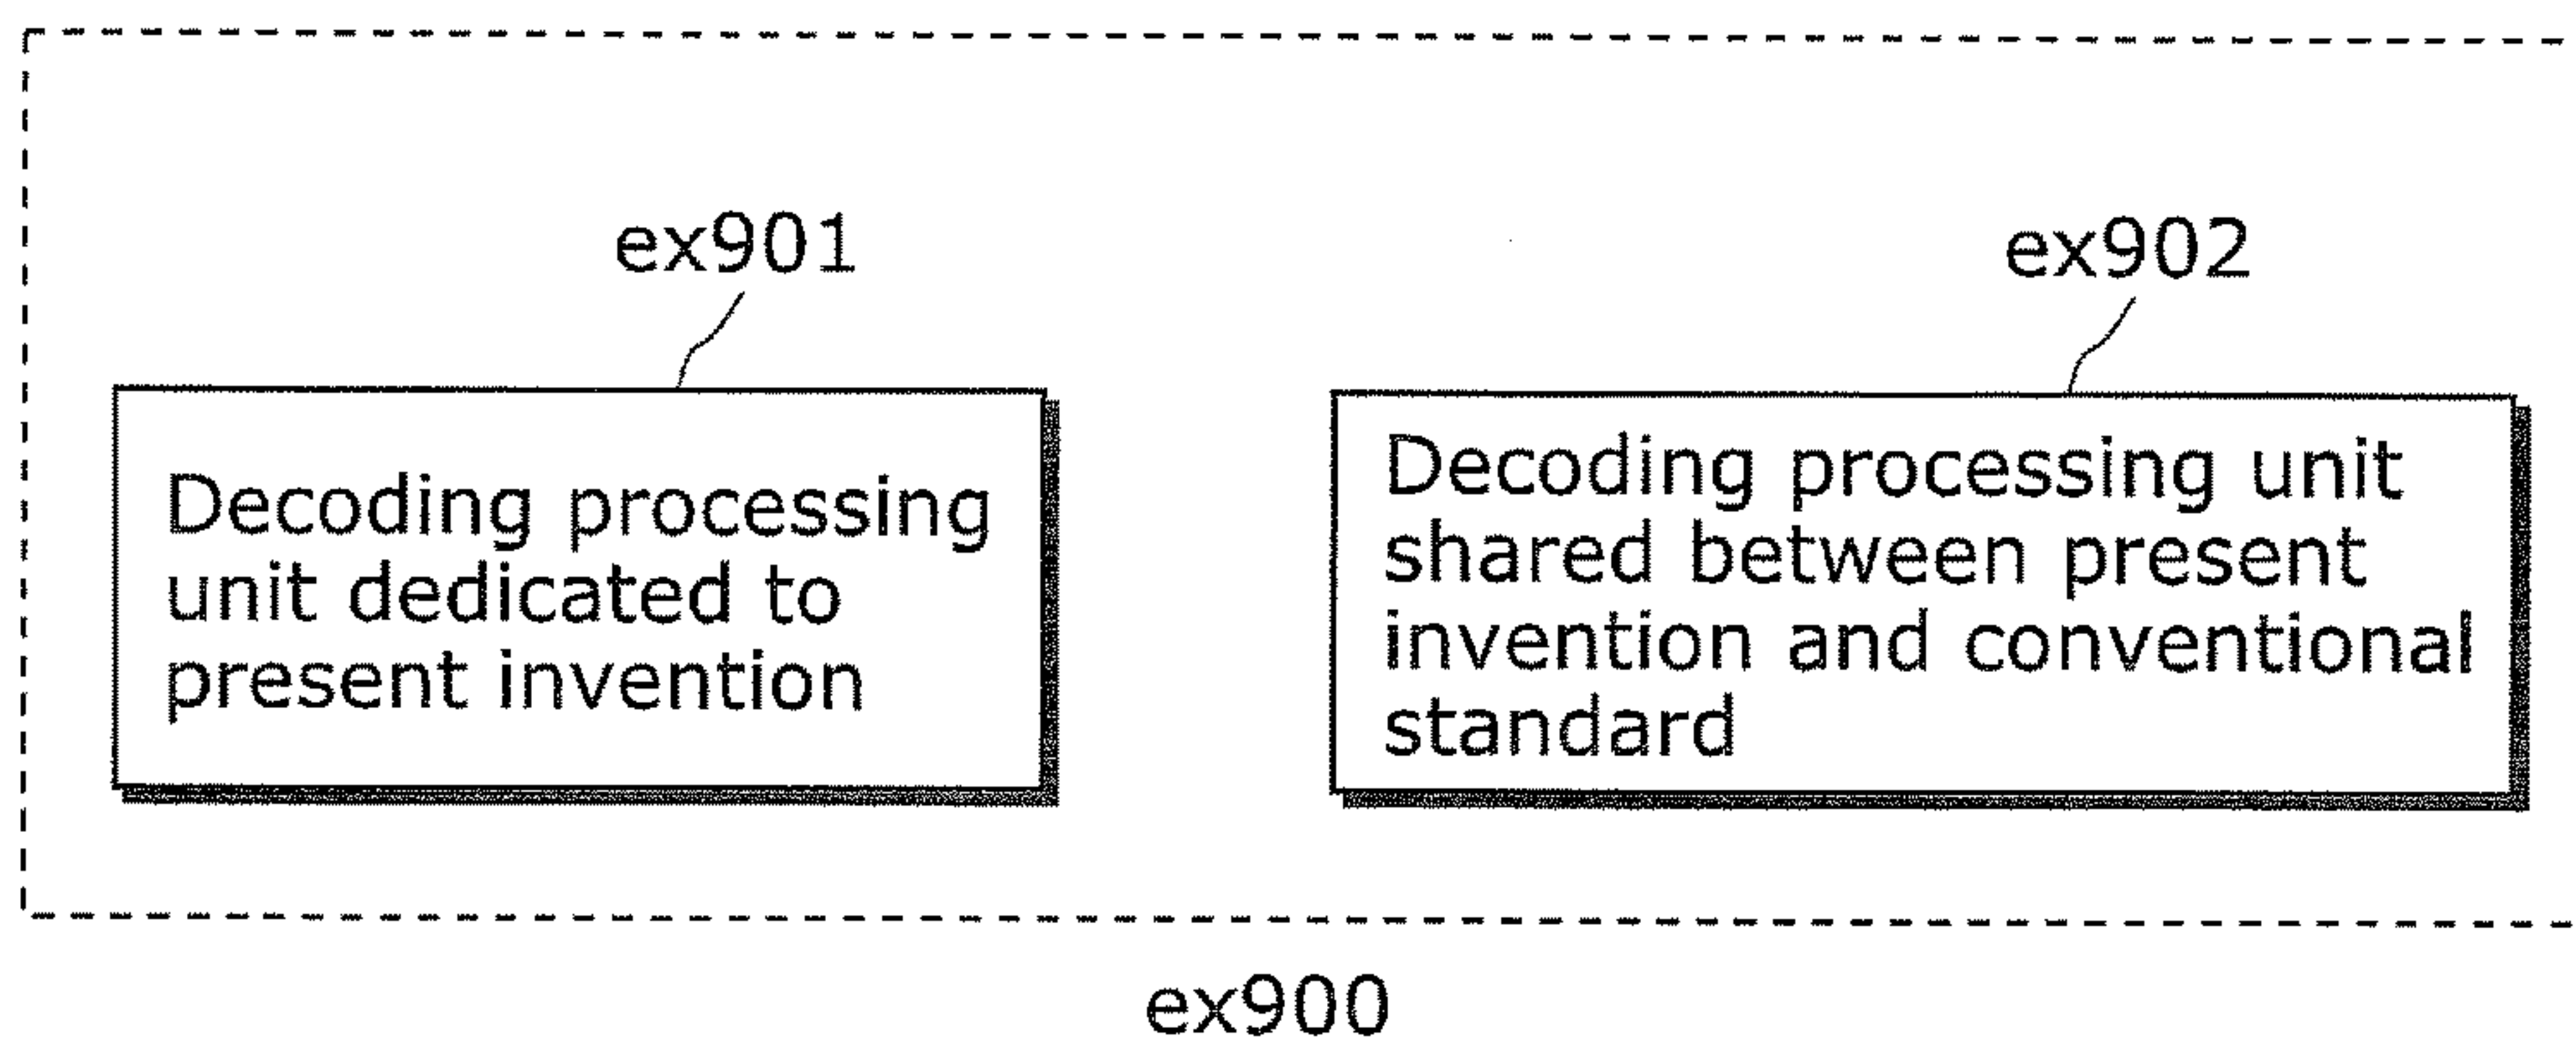 ex901
ex902
Decoding processing
unit dedicated to
present invention
Decoding processing unit
shared between present
invention and conventional
standard
ex900